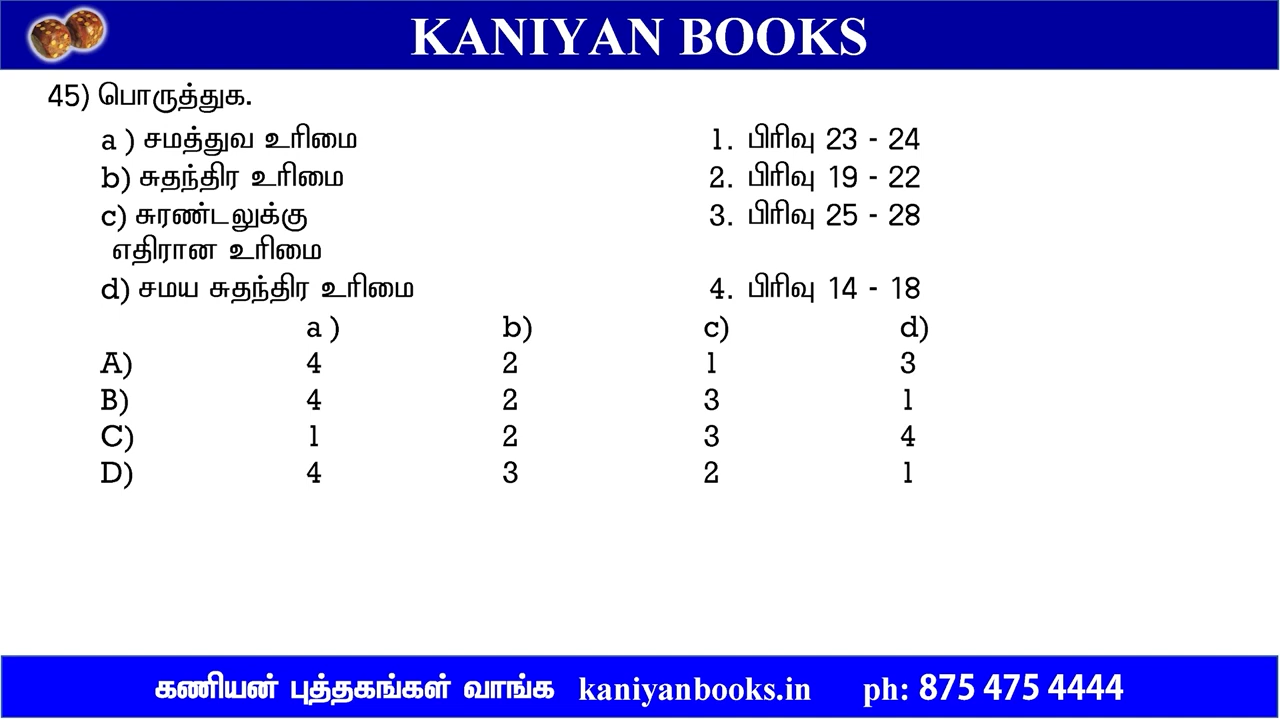 KANIYAN BOOKS
45) பொருத்துக.
a ) சமத்துவ உரிமை 1. பிரிவு 23 - 24
b) சுதந்திர உரிமை 2. பிரிவு 19 - 22
c) சுரண்டலுக்கு 3. பிரிவு 25 - 28
எதிரான உரிமை
d) சமய சுதந்திர உரிமை 4. பிரிவு 14 - 18
a ) b) c) d)
A) 4 2 1 3
B) 4 2 3 1
C) 1 2 3 4
D) 4 3 2 1
கணியன் புத்தகங்கள் வாங்க kaniyanbooks.in ph: 875 475 4444